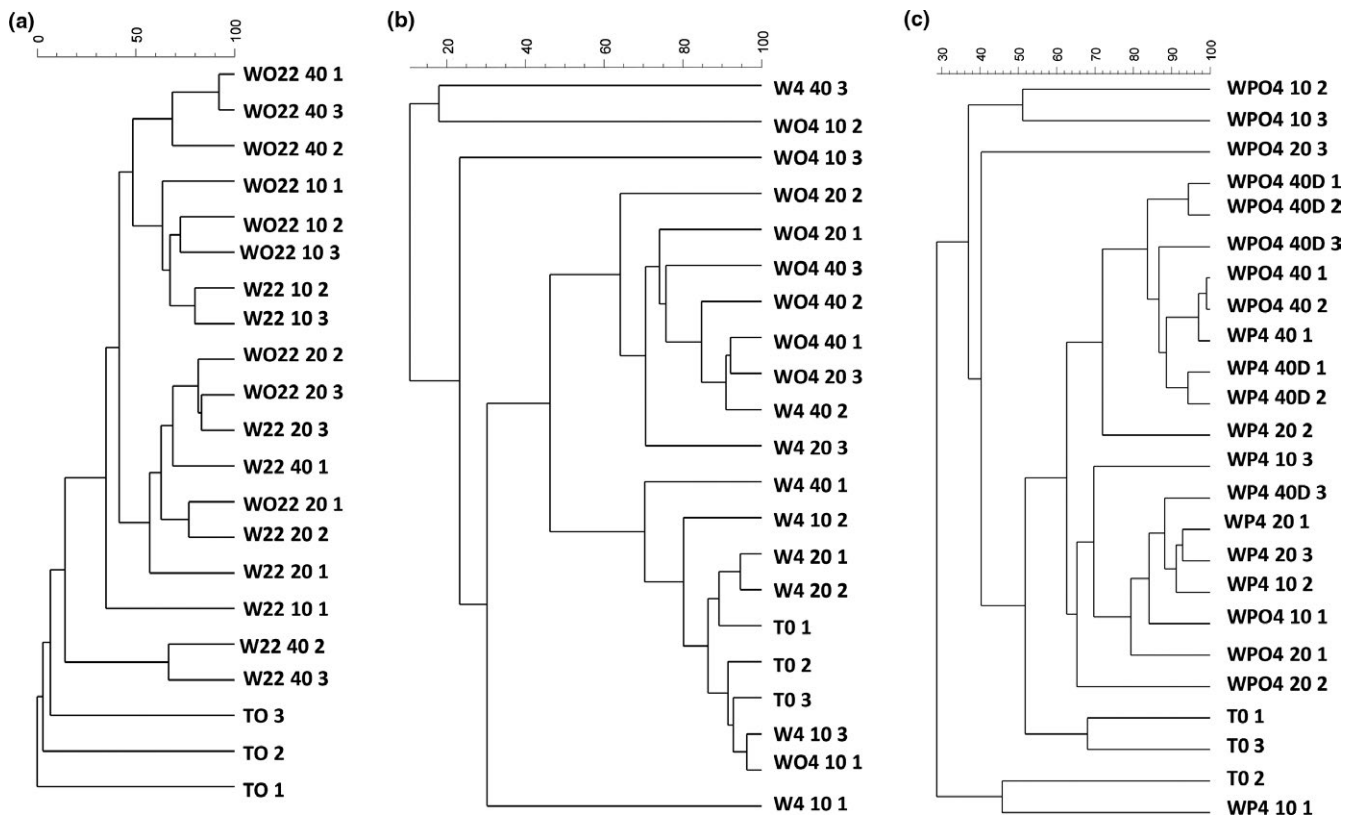 (a)
0
50
100
WO22 40 1
WO22 40 3
WO22 40 2
WO22 10 1
WO22 10 2
WO22 10 3
W22 10 2
W22 10 3
WO22 20 2
WO22 20 3
W22 20 3
W22 40 1
WO22 20 1
W22 20 2
W22 20 1
W22 10 1
W22 40 2
W22 40 3
TO 3
TO 2
TO 1
(b)
20
40
60
80
100
W4 40 3
WO4 10 2
WO4 10 3
WO4 20 2
WO4 20 1
WO4 40 3
WO4 40 2
WO4 40 1
WO4 20 3
W4 40 2
W4 20 3
W4 40 1
W4 10 2
W4 20 1
W4 20 2
T0 1
T0 2
T0 3
W4 10 3
WO4 10 1
W4 10 1
(c)
30
40
50
60
70
80
90
100
WPO4 10 2
WPO4 10 3
WPO4 20 3
WPO4 40D 1
WPO4 40D 2
WPO4 40D 3
WPO4 40 1
WPO4 40 2
WP4 40 1
WP4 40D 1
WP4 40D 2
WP4 20 2
WP4 10 3
WP4 40D 3
WP4 20 1
WP4 20 3
WP4 10 2
WPO4 10 1
WPO4 20 1
WPO4 20 2
T0 1
T0 3
T0 2
WP4 10 1